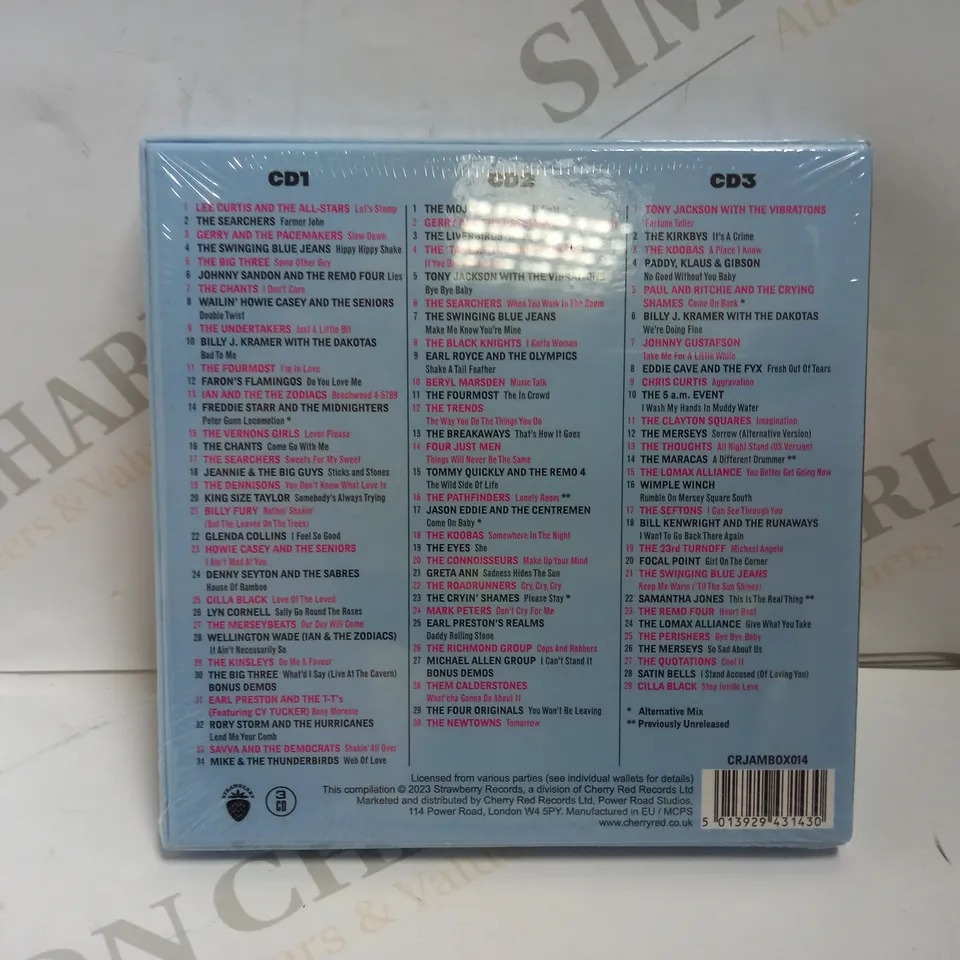 CD1
1 LEE CURTIS AND THE ALL-STARS Let's Stomp
2 THE SEARCHERS Farmer John
3 GERRY AND THE PACEMAKERS Slow Down
4 THE SWINGING BLUE JEANS Hippy Hippy Shake
5 THE BIG THREE Some Other Guy
6 JOHNNY SANDON AND THE REMO FOUR Lies
7 THE CHANTS I Don't Care
8 WAILIN' HOWIE CASEY AND THE SENIORS
Double Twist
9 THE UNDERTAKERS Just A Little Bit
10 BILLY J. KRAMER WITH THE DAKOTAS
Bad To Me
11 THE FOURMOST I'm In Love
12 FARON'S FLAMINGOS Do You Love Me
13 IAN AND THE THE ZODIACS Beechwood 4-5789
14 FREDDIE STARR AND THE MIDNIGHTERS
Peter Gunn Locomotion *
15 THE VERNONS GIRLS Lover Please
16 THE CHANTS Come Go With Me
17 THE SEARCHERS Sweets For My Sweet
18 JEANNIE & THE BIG GUYS Sticks and Stones
19 THE DENNISONS You Don't Know What Love Is
20 KING SIZE TAYLOR Somebody's Always Trying
21 BILLY FURY Nothin' Shakin'
(But The Leaves On The Trees)
22 GLENDA COLLINS I Feel So Good
23 HOWIE CASEY AND THE SENIORS
I Ain't Mad At You
24 DENNY SEYTON AND THE SABRES
House Of Bamboo
25 CILLA BLACK Love Of The Loved
26 LYN CORNELL Sally Go Round The Roses
27 THE MERSEYBEATS Our Day Will Come
28 WELLINGTON WADE (IAN & THE ZODIACS)
It Ain't Necessarily So
29 THE KINSLEYS Do Me A Favour
30 THE BIG THREE What'd I Say (Live At The Cavern)
BONUS DEMOS
31 EARL PRESTON AND THE T-T's
(Featuring CY TUCKER) Bony Moronie
32 RORY STORM AND THE HURRICANES
Lend Me Your Comb
33 SAVVA AND THE DEMOCRATS Shakin' All Over
34 MIKE & THE THUNDERBIRDS Web Of Love
CD2
1 THE
2 GERRY
3 THE LIVERBIRDS
4 THE
If You
5 TONY JACKSON WITH THE VIBRATIONS
Bye Bye Baby
6 THE SEARCHERS When You Walk In The Room
7 THE SWINGING BLUE JEANS
Make Me Know You're Mine
8 THE BLACK KNIGHTS I Gotta Woman
9 EARL ROYCE AND THE OLYMPICS
Shake A Tail Feather
10 BERYL MARSDEN Music Talk
11 THE FOURMOST The In Crowd
12 THE TRENDS
The Way You Do The Things You Do
13 THE BREAKAWAYS That's How It Goes
14 FOUR JUST MEN
Things Will Never Be The Same
15 TOMMY QUICKLY AND THE REMO 4
The Wild Side Of Life
16 THE PATHFINDERS Lonely Room **
17 JASON EDDIE AND THE CENTREMEN
Come On Baby *
18 THE KOOBAS Somewhere In The Night
19 THE EYES She
20 THE CONNOISSEURS Make Up Your Mind
21 GRETA ANN Sadness Hides The Sun
22 THE ROADRUNNERS Cry, Cry, Cry
23 THE CRYIN' SHAMES Please Stay *
24 MARK PETERS Don't Cry For Me
25 EARL PRESTON'S REALMS
Daddy Rolling Stone
26 THE RICHMOND GROUP Cops And Robbers
27 MICHAEL ALLEN GROUP I Can't Stand It
BONUS DEMOS
28 THEM CALDERSTONES
What'cha Gonna Do About It
29 THE FOUR ORIGINALS You Won't Be Leaving
30 THE NEWTOWNS Tomorrow
CD3
1 TONY JACKSON WITH THE VIBRATIONS
Fortune Teller
2 THE KIRKBYS It's A Crime
3 THE KOOBAS A Place I Know
4 PADDY, KLAUS & GIBSON
No Good Without You Baby
5 PAUL AND RITCHIE AND THE CRYING
SHAMES Come On Back *
6 BILLY J. KRAMER WITH THE DAKOTAS
We're Doing Fine
7 JOHNNY GUSTAFSON
Take Me For A Little While
8 EDDIE CAVE AND THE FYX Fresh Out Of Tears
9 CHRIS CURTIS Aggravation
10 THE 5 a.m. EVENT
I Wash My Hands In Muddy Water
11 THE CLAYTON SQUARES Imagination
12 THE MERSEYS Sorrow (Alternative Version)
13 THE THOUGHTS All Night Stand (US Version)
14 THE MARACAS A Different Drummer **
15 THE LOMAX ALLIANCE You Better Get Going Now
16 WIMPLE WINCH
Rumble On Mersey Square South
17 THE SEFTONS I Can See Through You
18 BILL KENWRIGHT AND THE RUNAWAYS
I Want To Go Back There Again
19 THE 23rd TURNOFF Michael Angelo
20 FOCAL POINT Girl On The Corner
21 THE SWINGING BLUE JEANS
Keep Me Warm ('Til The Sun Shines)
22 SAMANTHA JONES This Is The Real Thing **
23 THE REMO FOUR Heart Beat
24 THE LOMAX ALLIANCE Give What You Take
25 THE PERISHERS Bye Bye Baby
26 THE MERSEYS So Sad About Us
27 THE QUOTATIONS Cool It
28 SATIN BELLS I Stand Accused (Of Loving You)
29 CILLA BLACK Step Inside Love
* Alternative Mix
** Previously Unreleased
CRJAMBOX014
STRAWBERRY
3
CD
Licensed from various parties (see individual wallets for details)
This compilation © 2023 Strawberry Records, a division of Cherry Red Records Ltd
Marketed and distributed by Cherry Red Records Ltd, Power Road Studios,
114 Power Road, London W4 5PY. Manufactured in EU / MCPS
www.cherryred.co.uk
5 013929 431430